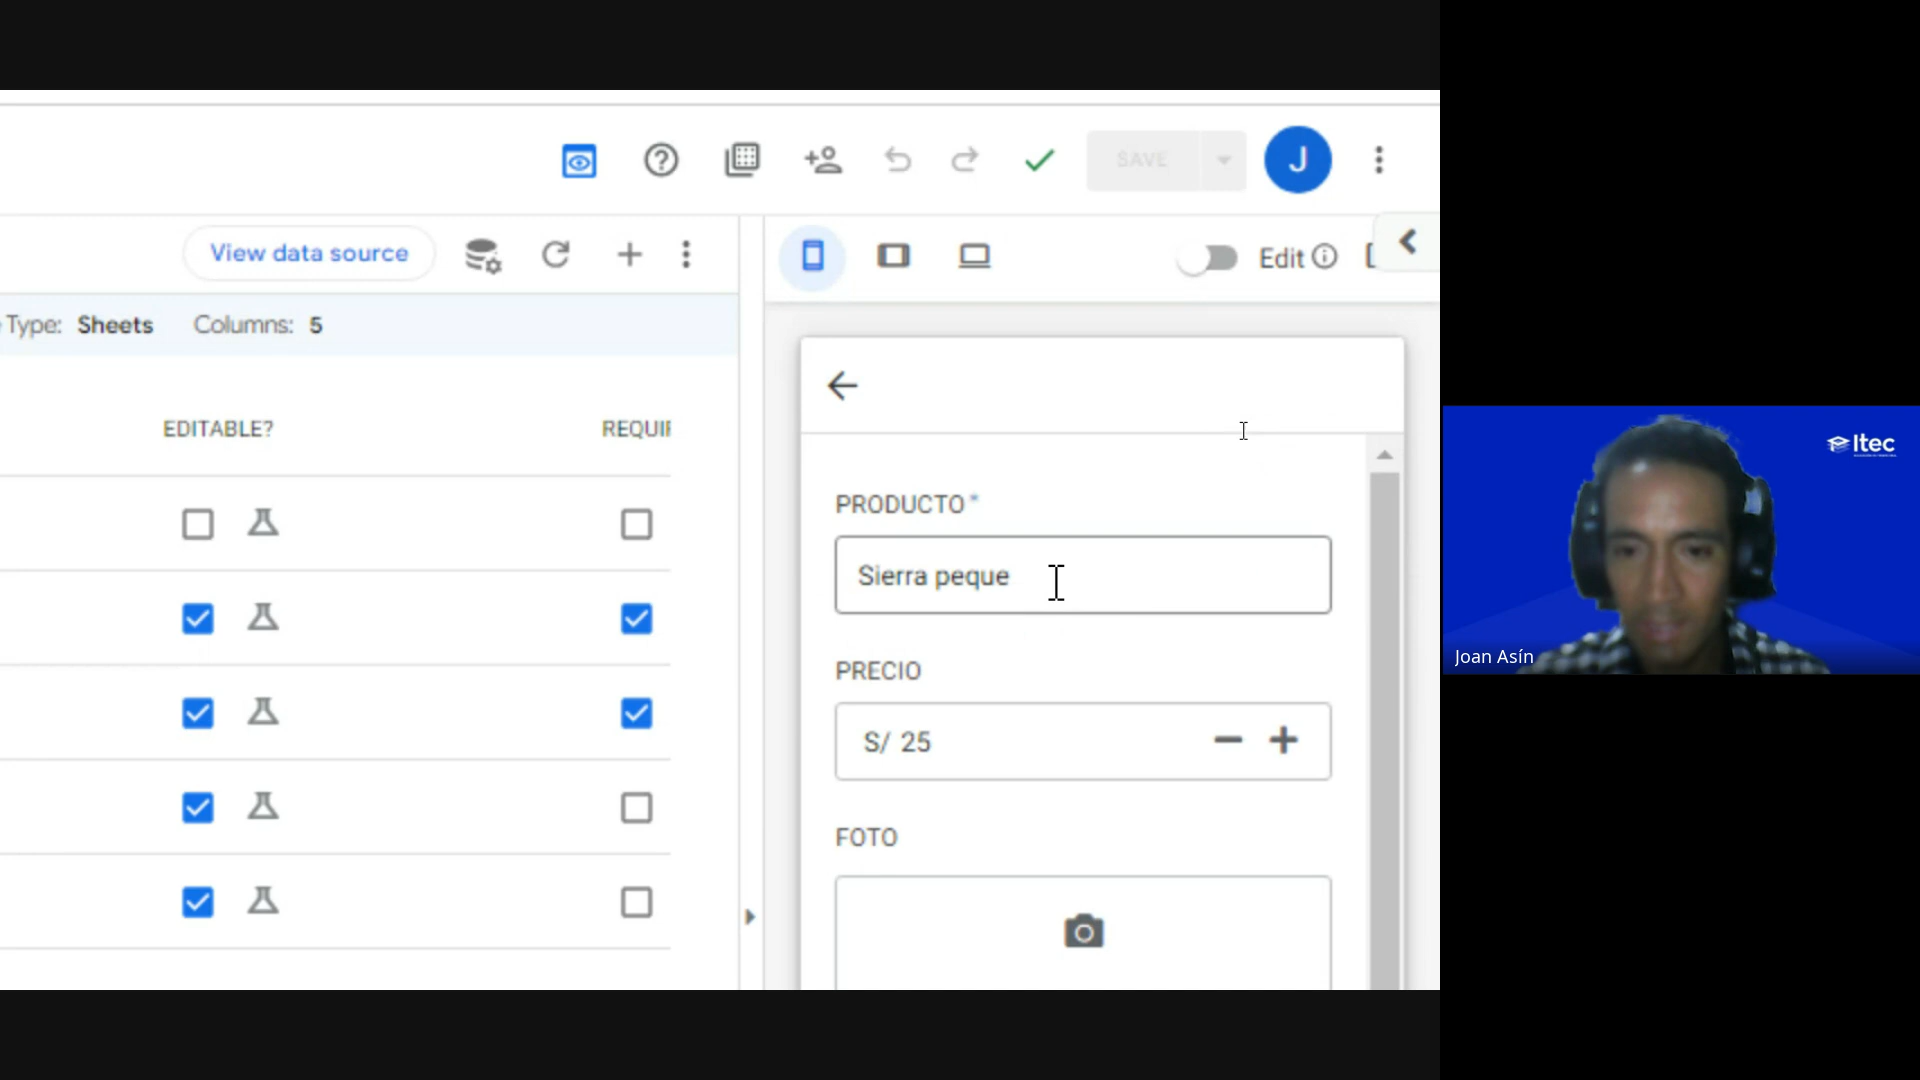 SAVE
J
View data source
Edit
Type: Sheets Columns: 5
EDITABLE?
REQUIR
PRODUCTO*
Sierra peque
PRECIO
S/ 25
FOTO
Itec
Joan Asín